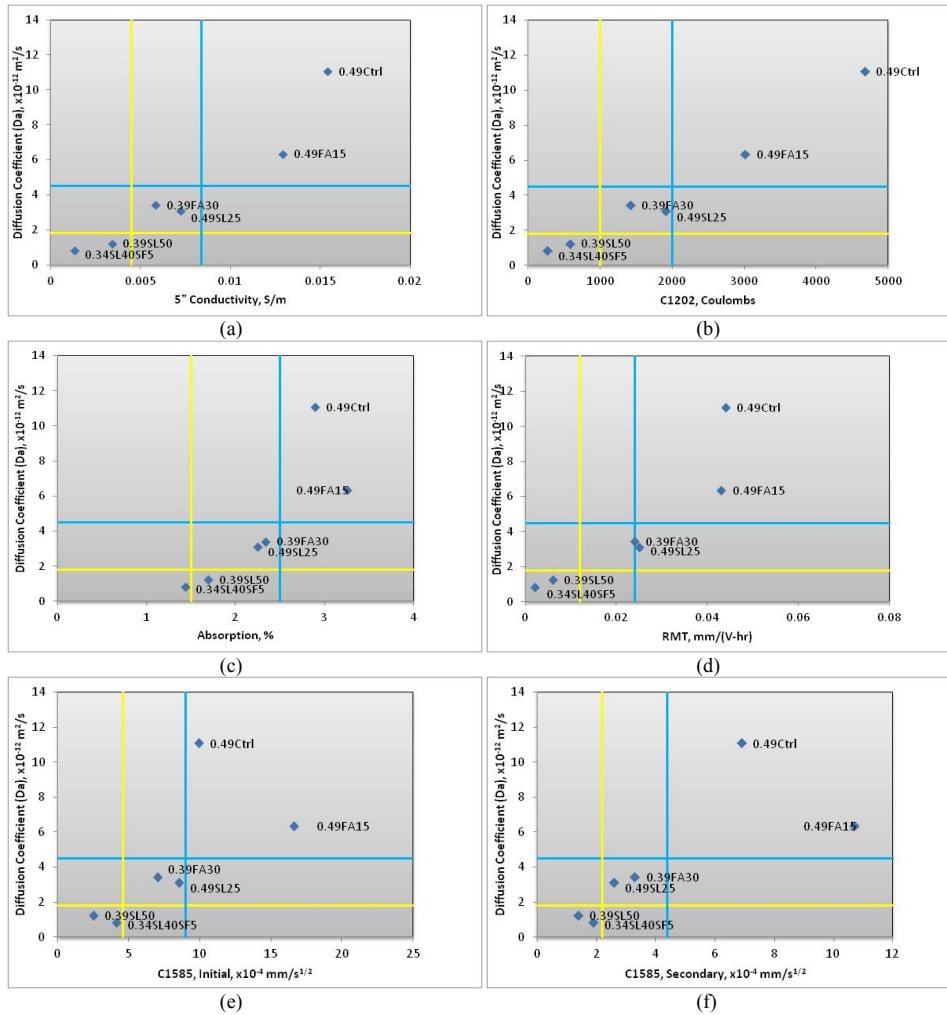 14
12
10
8
6
4
2
0
Diffusion Coefficient (Da), x10⁻¹² m²/s
0.49Ctrl
0.49FA15
0.39FA30
0.49SL25
0.39SL50
0.34SL40SF5
0 0.005 0.01 0.015 0.02
5" Conductivity, S/m
(a)
14
12
10
8
6
4
2
0
Diffusion Coefficient (Da), x10⁻¹² m²/s
0.49Ctrl
0.49FA15
0.39FA30
0.49SL25
0.39SL50
0.34SL40SF5
0 1000 2000 3000 4000 5000
C1202, Coulombs
(b)
14
12
10
8
6
4
2
0
Diffusion Coefficient (Da), x10⁻¹² m²/s
0.49Ctrl
0.49FA15
0.39FA30
0.49SL25
0.39SL50
0.34SL40SF5
0 1 2 3 4
Absorption, %
(c)
14
12
10
8
6
4
2
0
Diffusion Coefficient (Da), x10⁻¹² m²/s
0.49Ctrl
0.49FA15
0.39FA30
0.49SL25
0.39SL50
0.34SL40SF5
0 0.02 0.04 0.06 0.08
RMT, mm/(V-hr)
(d)
14
12
10
8
6
4
2
0
Diffusion Coefficient (Da), x10⁻¹² m²/s
0.49Ctrl
0.49FA15
0.39FA30
0.49SL25
0.39SL50
0.34SL40SF5
0 5 10 15 20 25
C1585, Initial, x10⁻⁴ mm/s¹/²
(e)
14
12
10
8
6
4
2
0
Diffusion Coefficient (Da), x10⁻¹² m²/s
0.49Ctrl
0.49FA15
0.39FA30
0.49SL25
0.39SL50
0.34SL40SF5
0 2 4 6 8 10 12
C1585, Secondary, x10⁻⁴ mm/s¹/²
(f)